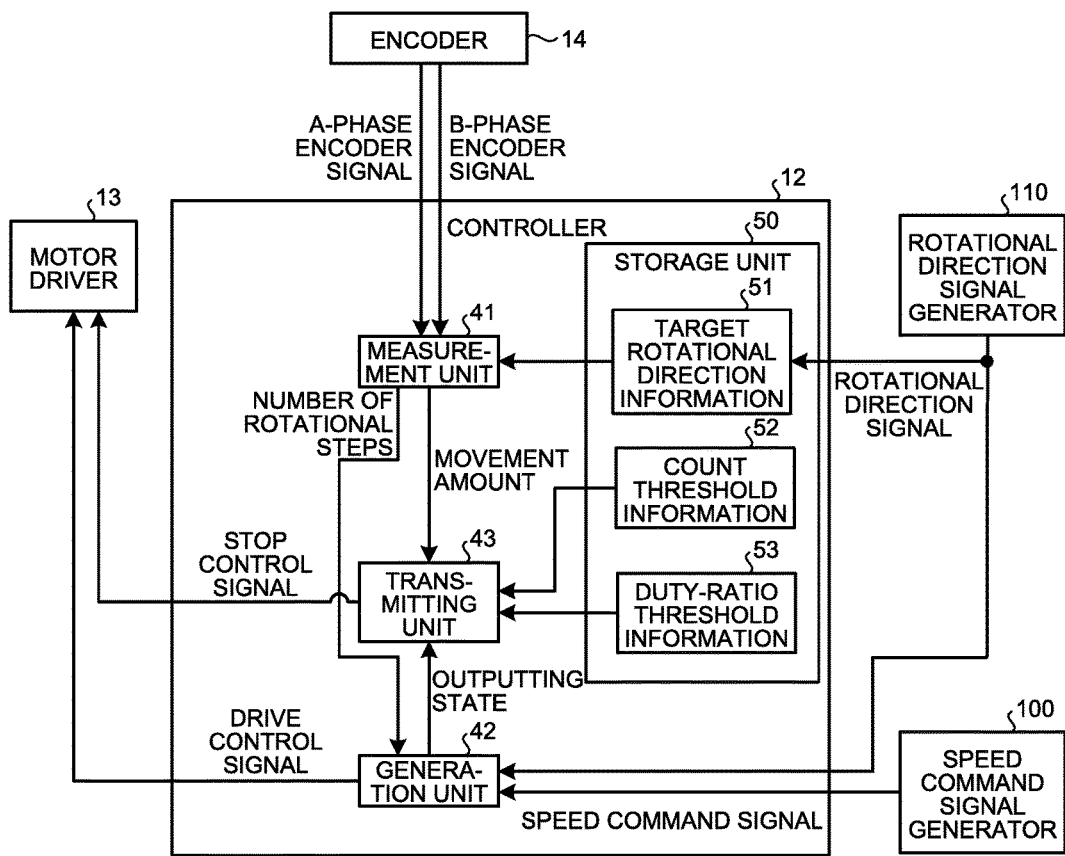 ENCODER
14
A-PHASE
ENCODER
SIGNAL
B-PHASE
ENCODER
SIGNAL
12
CONTROLLER
13
MOTOR
DRIVER
110
ROTATIONAL
DIRECTION
SIGNAL
GENERATOR
50
STORAGE UNIT
51
TARGET
ROTATIONAL
DIRECTION
INFORMATION
41
MEASURE-
MENT UNIT
ROTATIONAL
DIRECTION
SIGNAL
NUMBER OF
ROTATIONAL
STEPS
MOVEMENT
AMOUNT
52
COUNT
THRESHOLD
INFORMATION
STOP
CONTROL
SIGNAL
43
TRANS-
MITTING
UNIT
53
DUTY-RATIO
THRESHOLD
INFORMATION
OUTPUTTING
STATE
DRIVE
CONTROL
SIGNAL
42
GENERA-
TION UNIT
100
SPEED
COMMAND
SIGNAL
GENERATOR
SPEED COMMAND SIGNAL